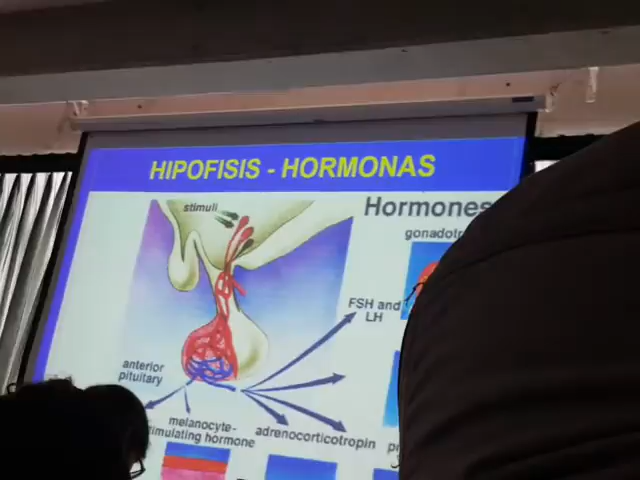 HIPOFISIS - HORMONAS
stimuli
Hormones
FSH and
LH
anterior
pituitary
melanocyte-
stimulating hormone
adrenocorticotropin